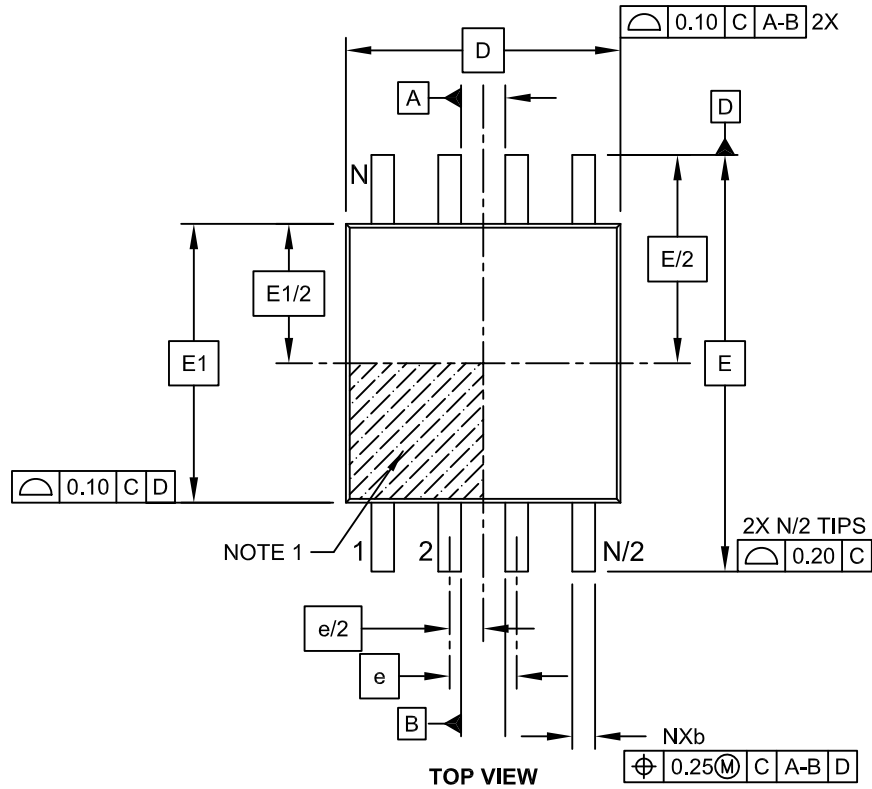 0.10 C A-B 2X
D
A
D
N
E/2
E1/2
E1
E
0.10 C D
NOTE 1
1
2
N/2
2X N/2 TIPS
0.20 C
e/2
e
B
NXb
0.25 Ⓜ C A-B D
TOP VIEW